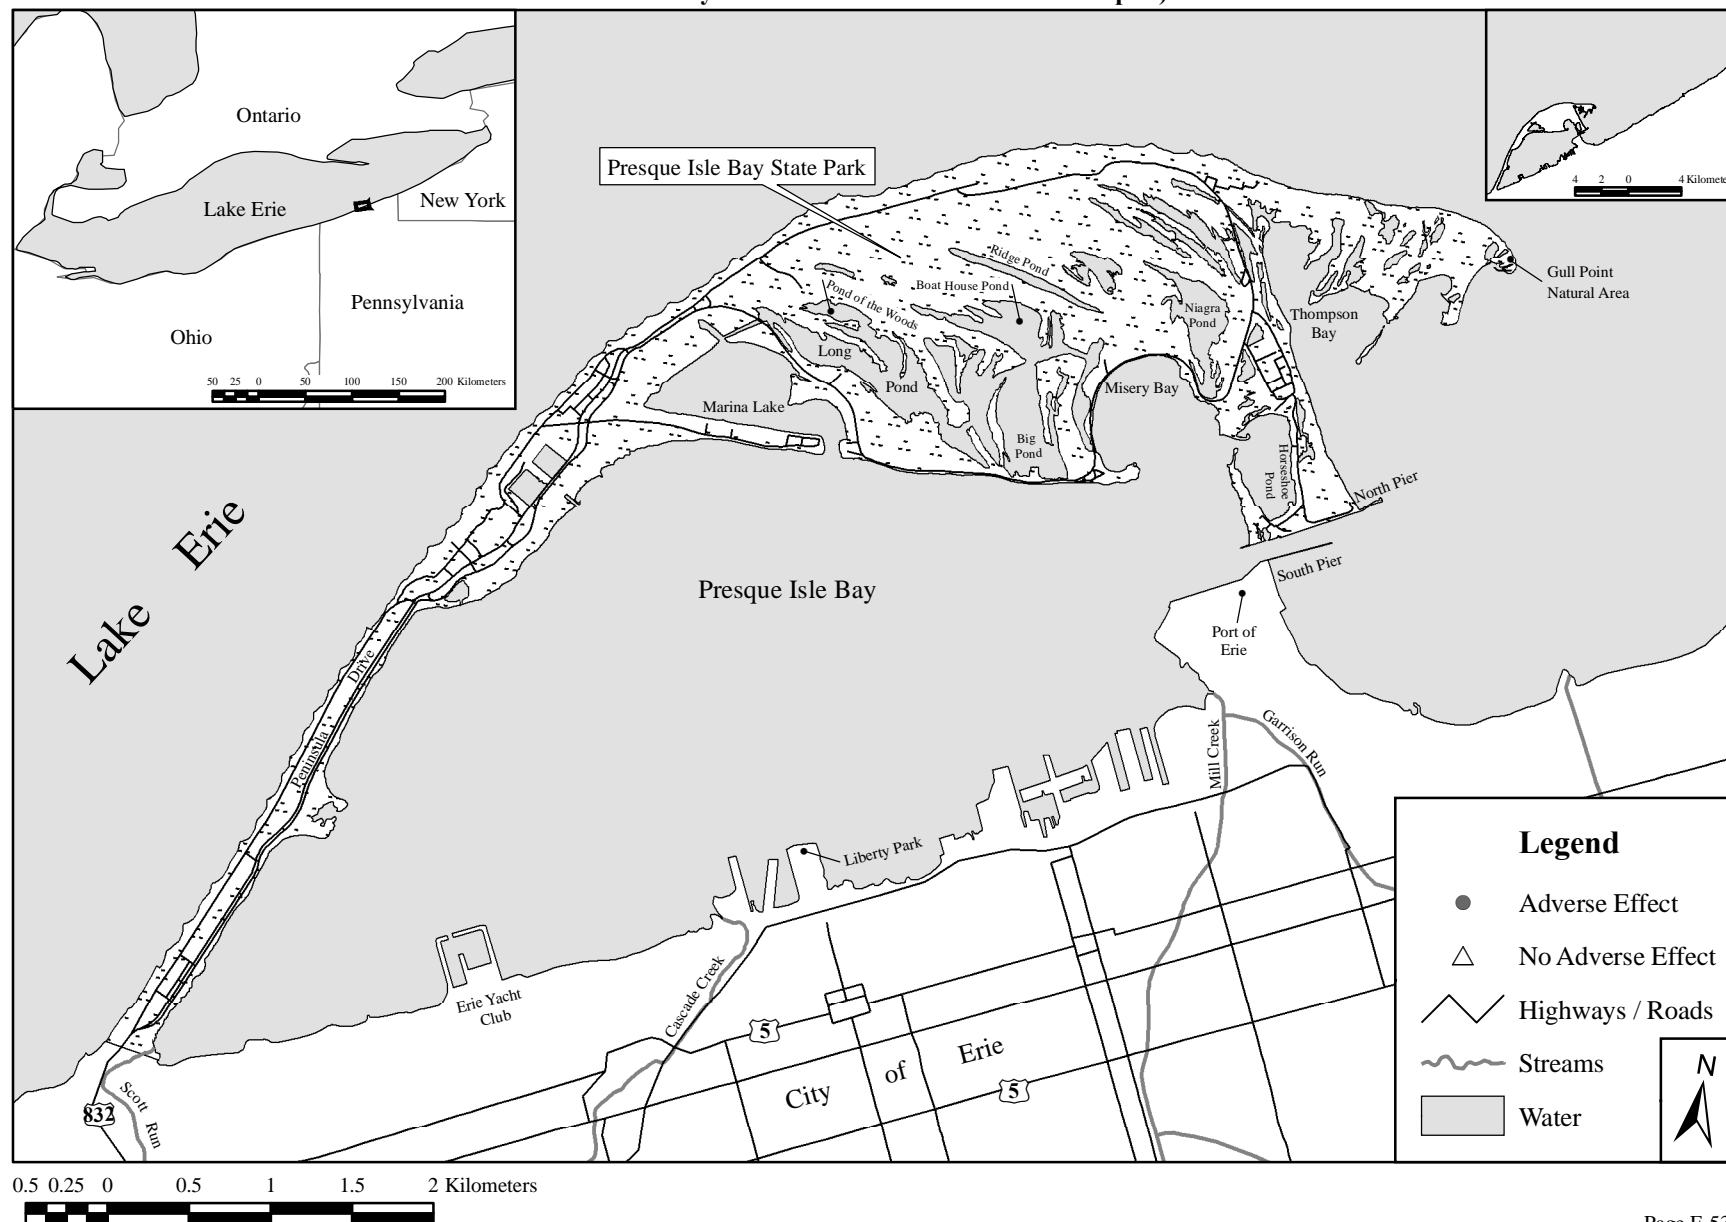 Ontario
Lake Erie
New York
Pennsylvania
Ohio
50 25 0 50 100 150 200 Kilometers
4 2 0 4
Presque Isle Bay State Park
Gull Point
Natural Area
Ridge Pond
Boat House Pond
Pond of the Woods
Niagra
Pond
Thompson
Bay
Long
Pond
Misery Bay
Marina Lake
Big
Pond
Horseshoe
Pond
North Pier
South Pier
Lake Erie
Presque Isle Bay
Port of
Erie
Peninsula Drive
Mill Creek
Garrison Run
Liberty Park
Erie Yacht
Club
Cascade Creek
5
City of Erie
5
832
Scott Run
Legend
Adverse Effect
No Adverse Effect
Highways / Roads
Streams
Water
N
0.5 0.25 0 0.5 1 1.5 2 Kilometers